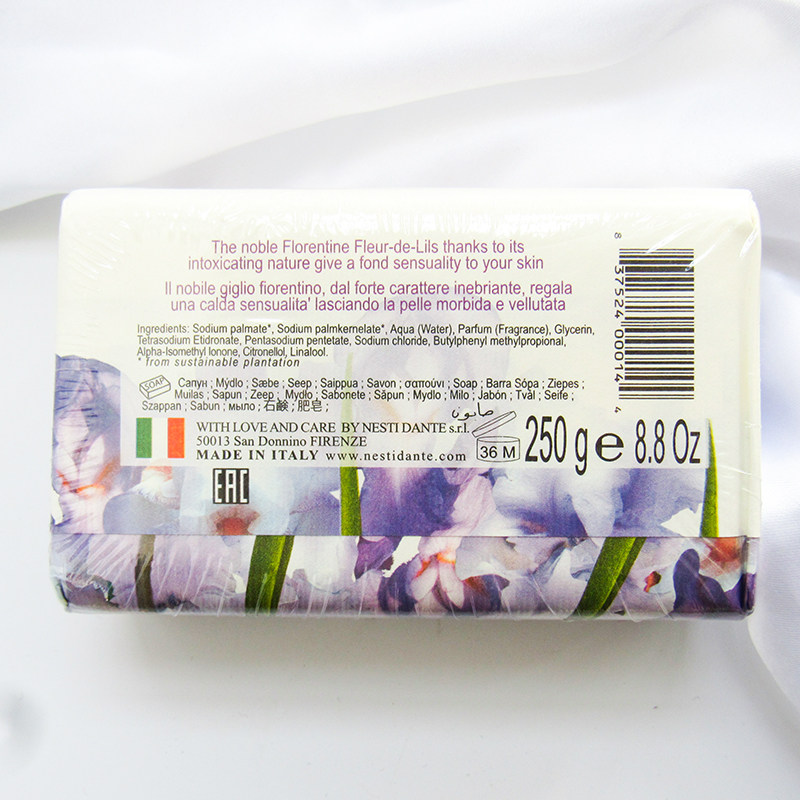 The noble Florentine Fleur-de-Lils thanks to its
intoxicating nature give a fond sensuality to your skin
Il nobile giglio fiorentino, dal forte carattere inebriante, regala
una calda sensualita' lasciando la pelle morbida e vellutata
Ingredients: Sodium palmate*, Sodium palmkernelate*, Aqua (Water), Parfum (Fragrance), Glycerin,
Tetrasodium Etidronate, Pentasodium pentetate, Sodium chloride, Butylphenyl methylpropional,
Alpha-Isomethyl Ionone, Citronellol, Linalool.
* from sustainable plantation
SOAP
Сапун ; Mýdlo ; Sæbe ; Seep ; Saippua ; Savon ; σαπούνι ; Soap ; Barra Sópa ; Ziepes ;
Muilas ; Sapun ; Zeep ; Mydło ; Sabonete ; Săpun ; Mydlo ; Milo ; Jabón ; Tvål ; Seife ;
Szappan ; Sabun ; мыло ; 石鹸 ; 肥皂 ;
صابون
WITH LOVE AND CARE BY NESTI DANTE s.r.l.
50013 San Donnino FIRENZE
MADE IN ITALY www.nestidante.com
36 M
250 g e 8.8 Oz
EAC
8 37524 00014 4